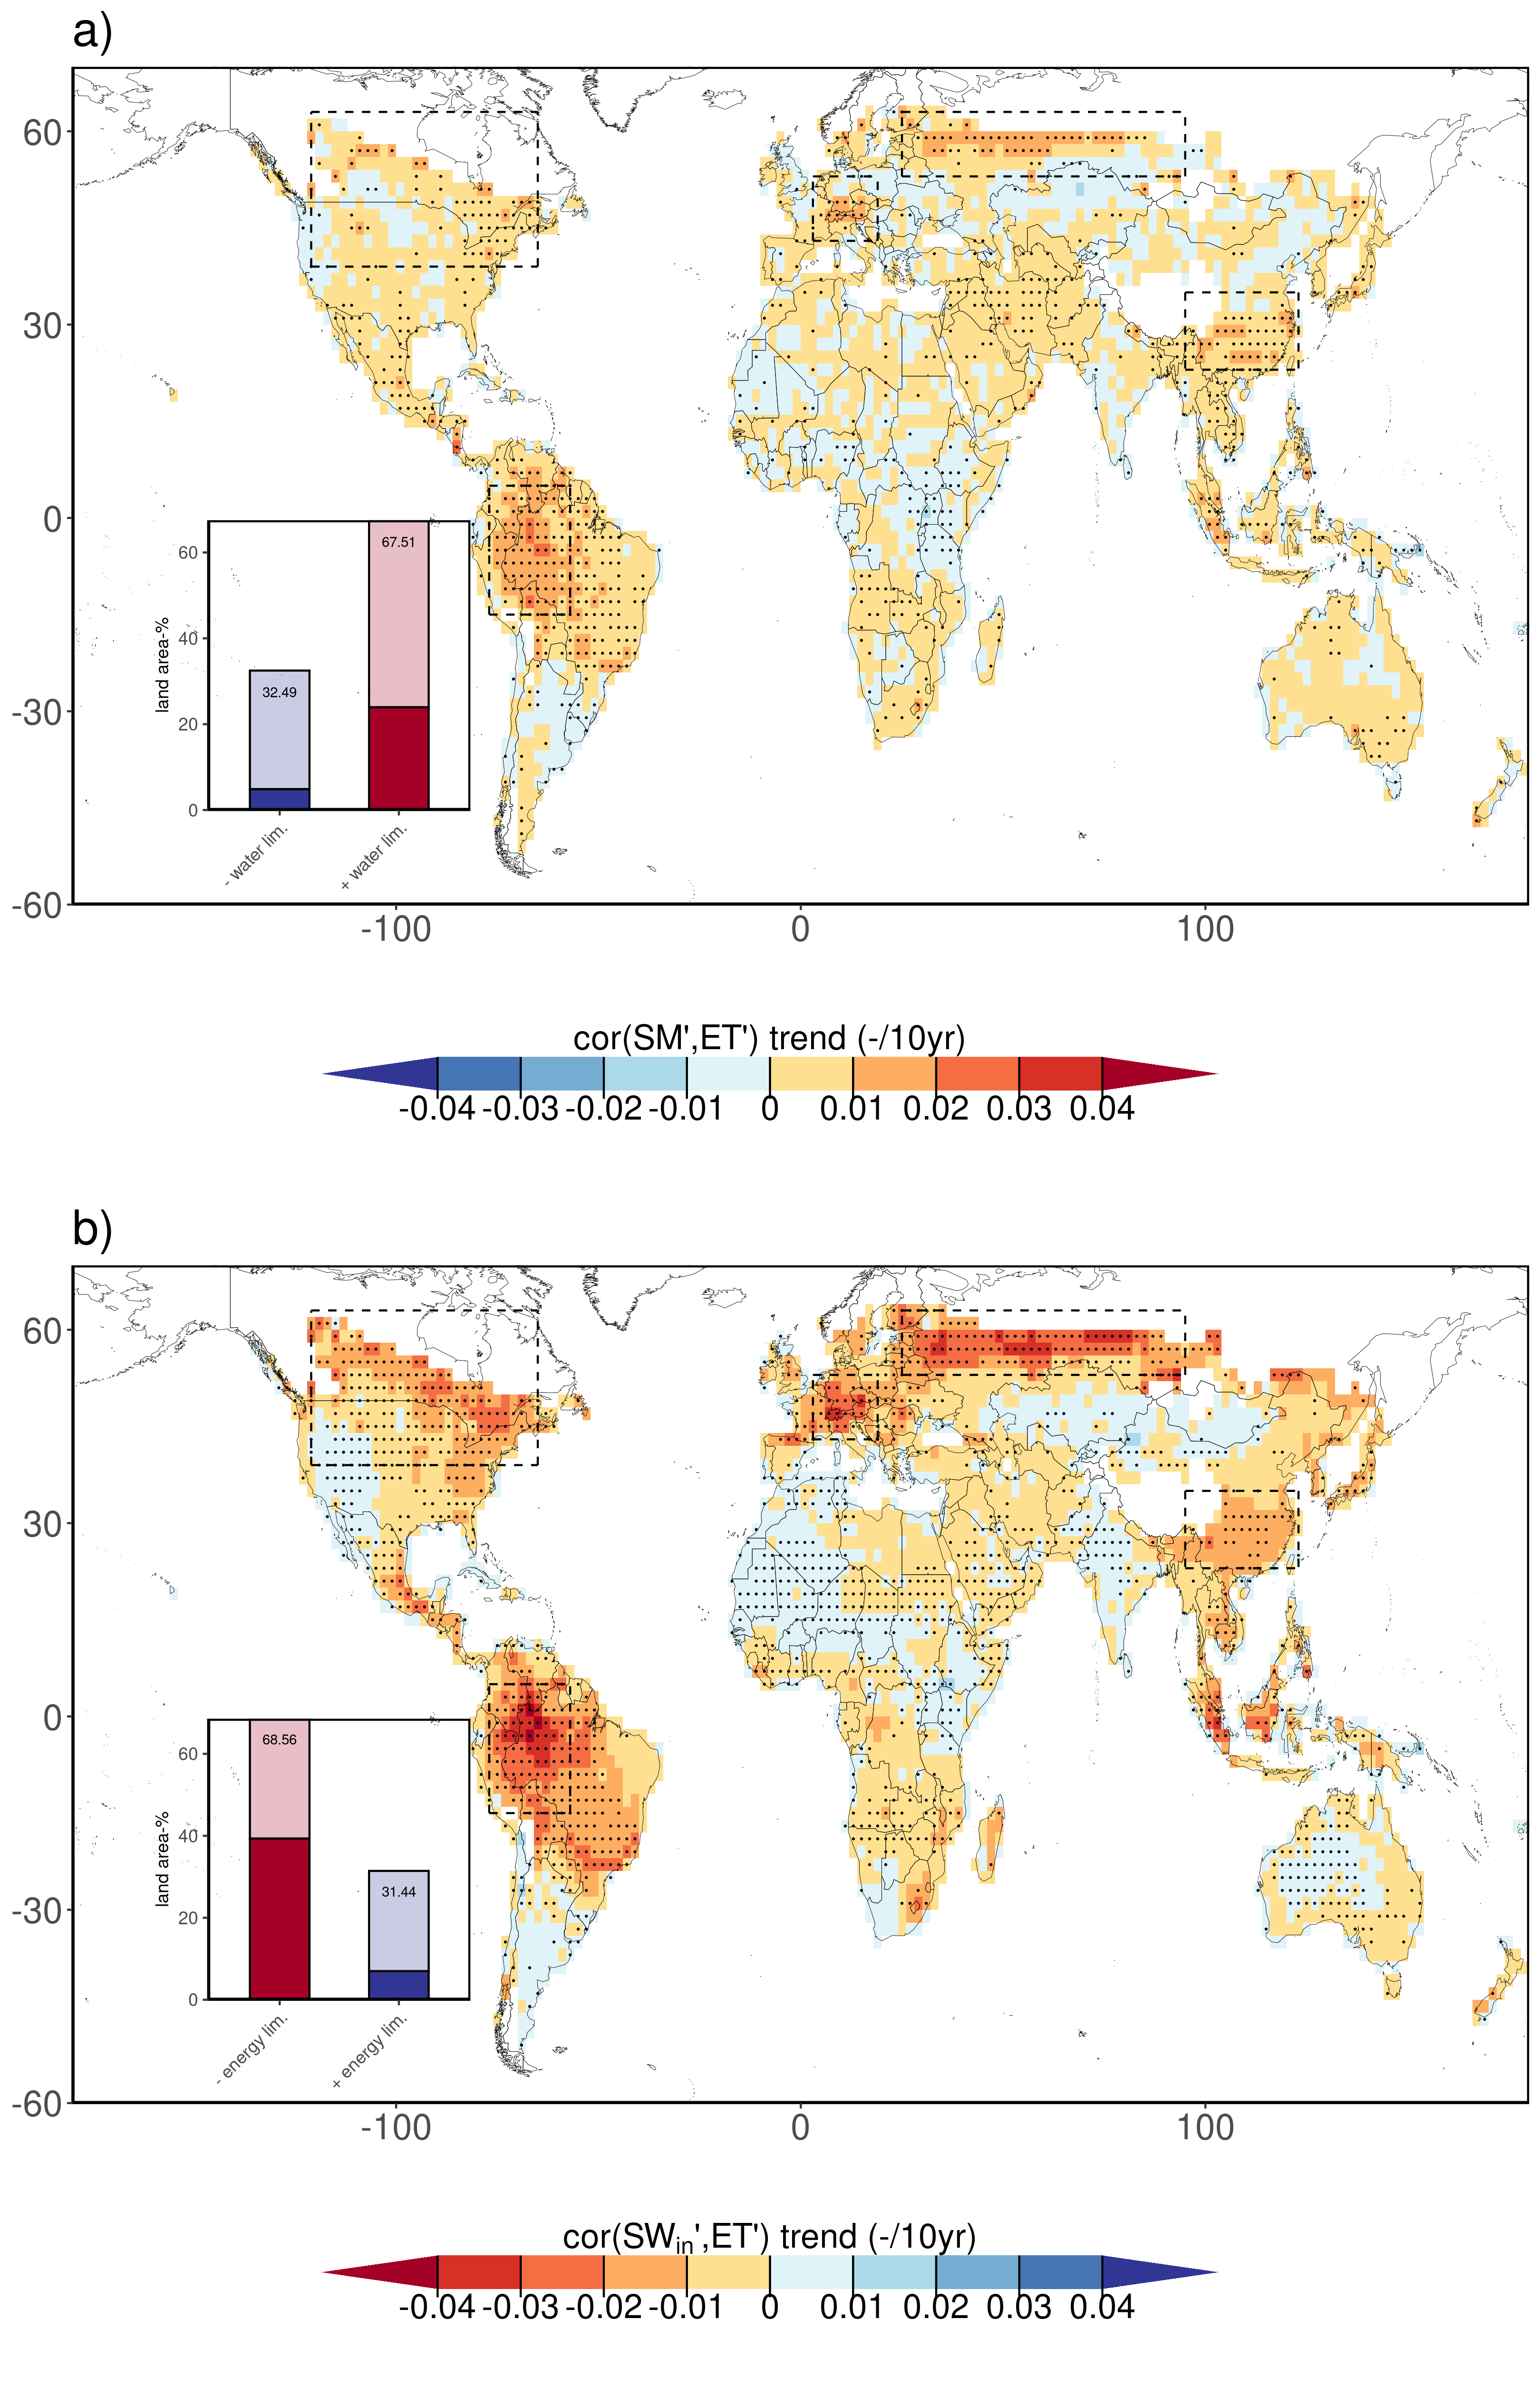 a)
60
30
0
-30
-60
-100
0
100
60
40
20
0
land area-%
32.49
67.51
- water lim.
+ water lim.
cor(SM',ET') trend (-/10yr)
-0.04 -0.03 -0.02 -0.01 0 0.01 0.02 0.03 0.04
b)
60
30
0
-30
-60
-100
0
100
60
40
20
0
land area-%
68.56
31.44
- energy lim.
+ energy lim.
cor(SWin',ET') trend (-/10yr)
-0.04 -0.03 -0.02 -0.01 0 0.01 0.02 0.03 0.04